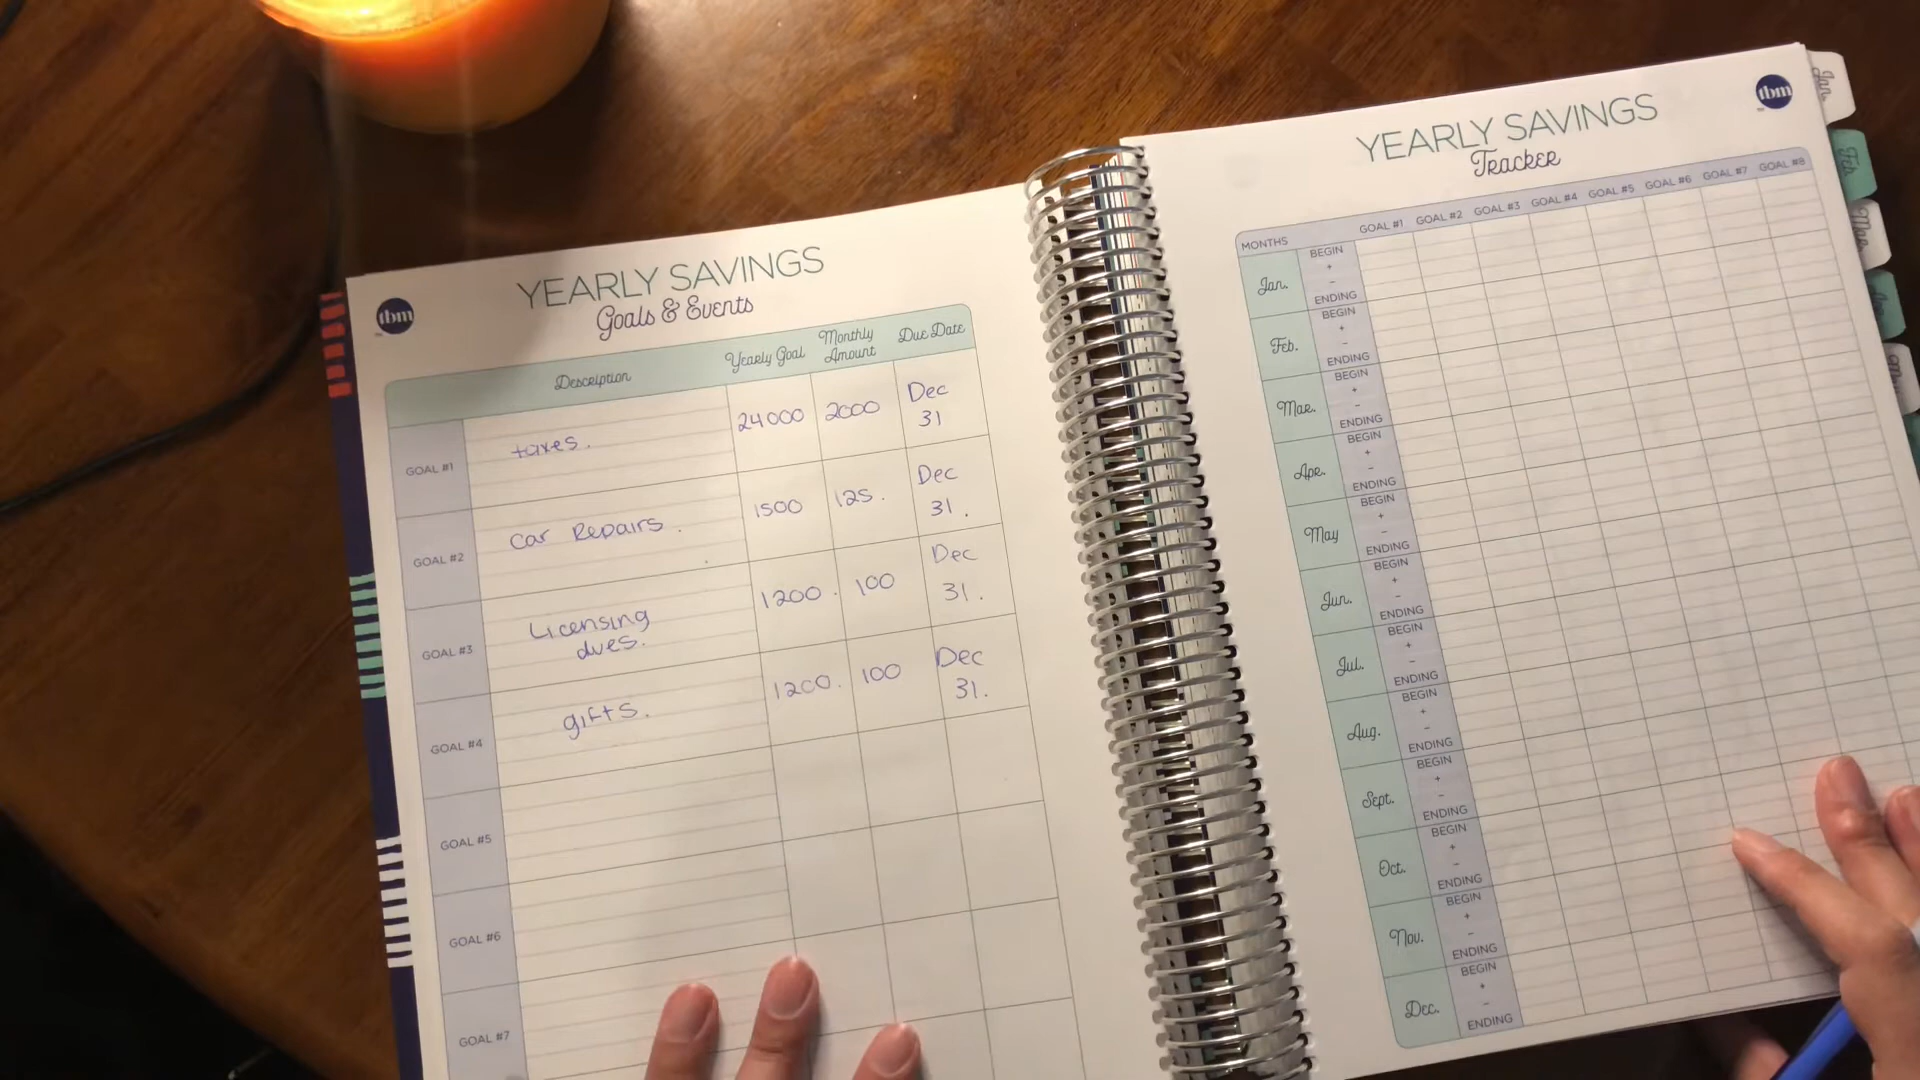 tbm
YEARLY SAVINGS
Goals & Events
Description Yearly Goal Monthly Amount Due Date
GOAL #1 taxes. 24000 2000 Dec 31
GOAL #2 car Repairs. 1500 125. Dec 31.
GOAL #3 Licensing dues. 1200. 100 Dec 31.
GOAL #4 gifts. 1200. 100 Dec 31.
GOAL #5
GOAL #6
GOAL #7
tbm
YEARLY SAVINGS
Tracker
MONTHS GOAL #1 GOAL #2 GOAL #3 GOAL #4 GOAL #5 GOAL #6 GOAL #7 GOAL #8
Jan. BEGIN + - ENDING
Feb. BEGIN + - ENDING
Mar. BEGIN + - ENDING
Apr. BEGIN + - ENDING
May BEGIN + - ENDING
Jun. BEGIN + - ENDING
Jul. BEGIN + - ENDING
Aug. BEGIN + - ENDING
Sept. BEGIN + - ENDING
Oct. BEGIN + - ENDING
Nov. BEGIN + - ENDING
Dec. BEGIN + - ENDING
Jan.
Feb.
Mar.